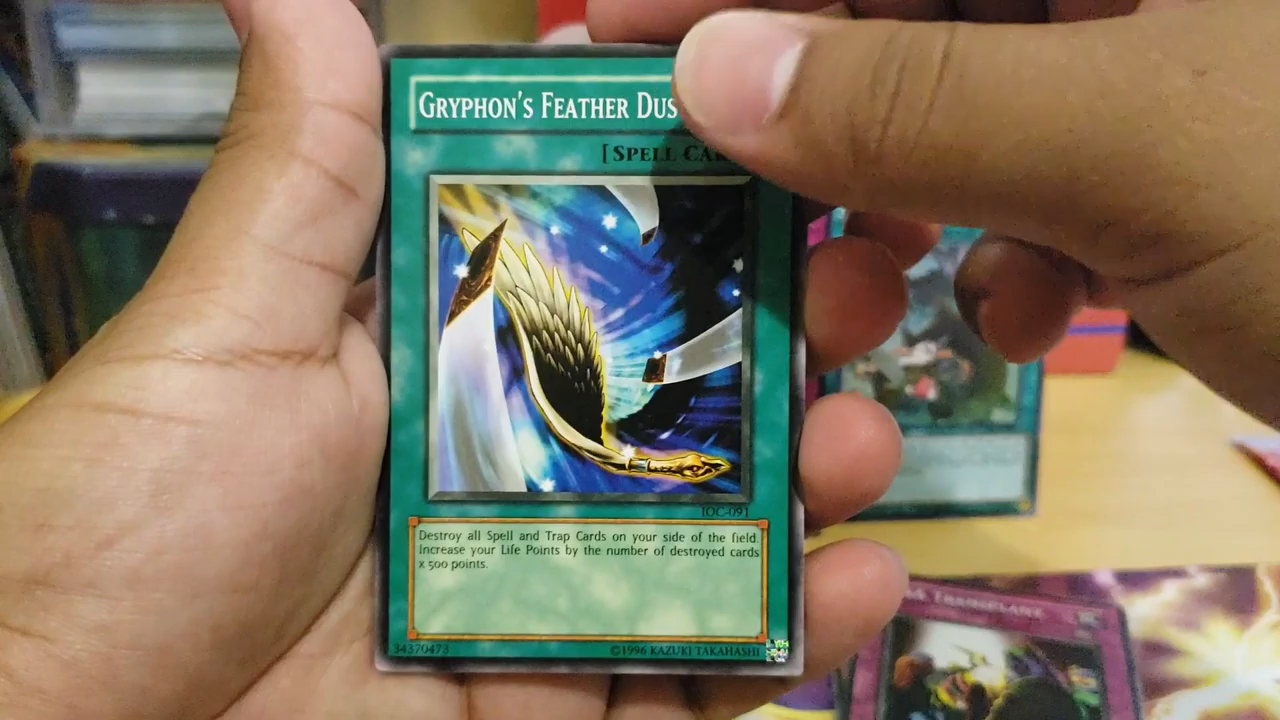 GRYPHON'S FEATHER DUS
[SPELL CAR
IOC-091
Destroy all Spell and Trap Cards on your side of the field.
Increase your Life Points by the number of destroyed cards
x 500 points.
34370473
©1996 KAZUKI TAKAHASHI
TRANSPLANT